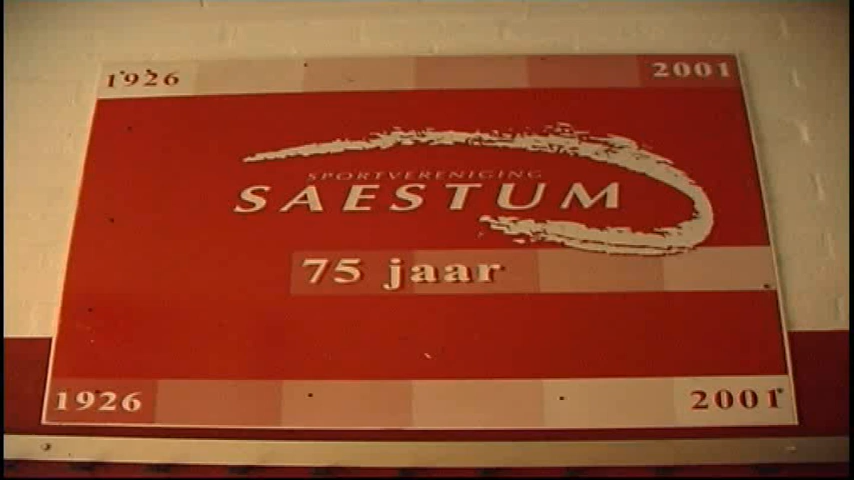 1926 2001
SPORTVERENIGING
SAESTUM
75 jaar
1926 2001